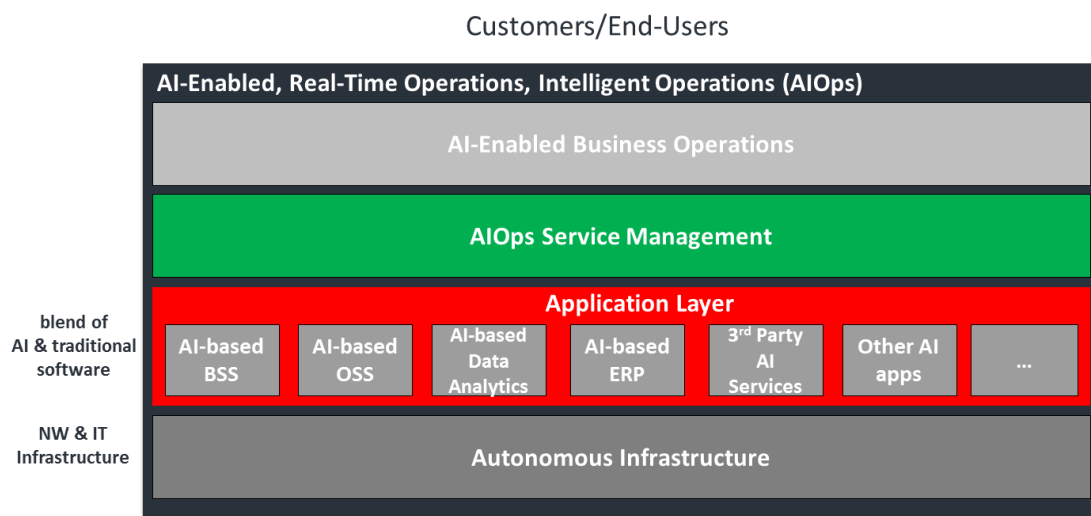 Customers/End-Users
AI-Enabled, Real-Time Operations, Intelligent Operations (AIOps)
AI-Enabled Business Operations
AIOps Service Management
blend of
AI & traditional
software
Application Layer
AI-based
BSS
AI-based
OSS
AI-based
Data
Analytics
AI-based
ERP
3rd Party
AI
Services
Other AI
apps
...
NW & IT
Infrastructure
Autonomous Infrastructure